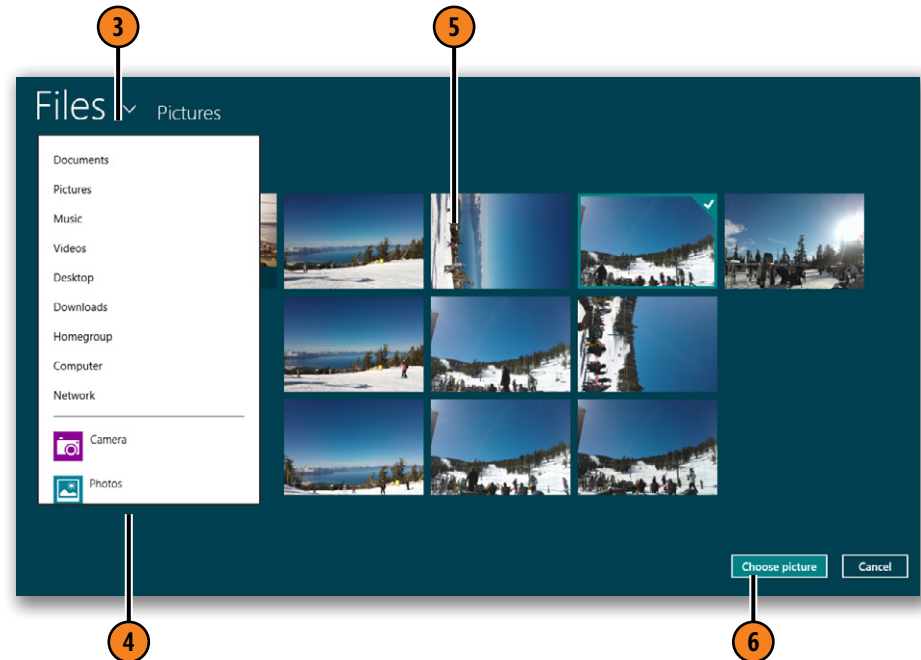 3
5
Files
Pictures
Documents
Pictures
Music
Videos
Desktop
Downloads
Homegroup
Computer
Network
Camera
Photos
Choose picture
Cancel
4
6